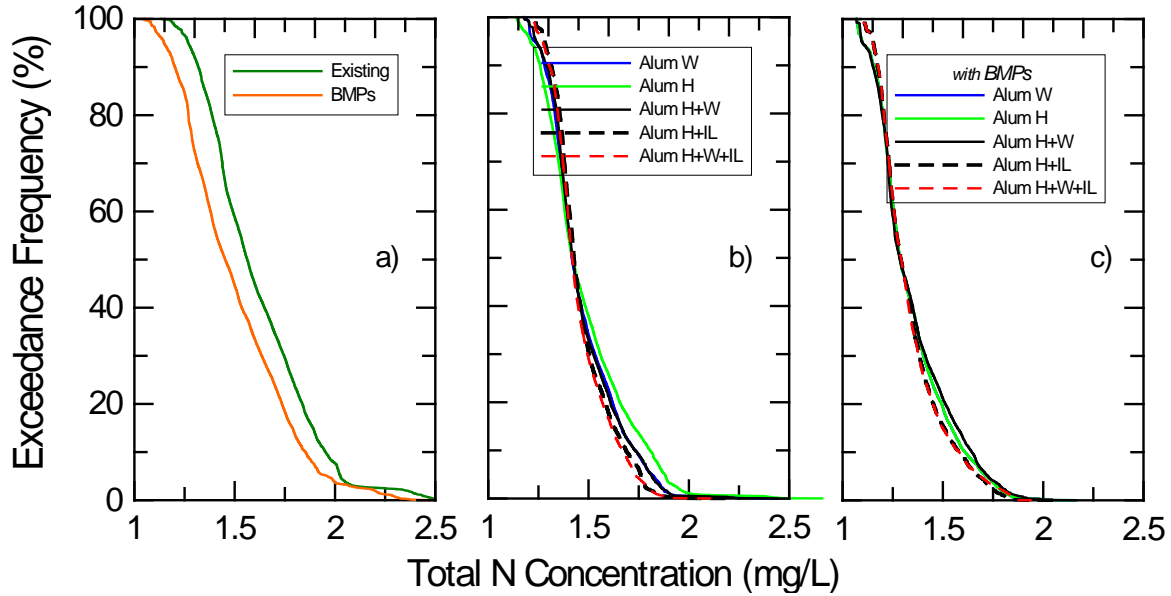 Exceedance Frequency (%)
100
80
60
40
20
0
Existing
BMPs
a)
1
1.5
2
2.5
Alum W
Alum H
Alum H+W
Alum H+IL
Alum H+W+IL
b)
1
1.5
2
2.5
with BMPs
Alum W
Alum H
Alum H+W
Alum H+IL
Alum H+W+IL
c)
1
1.5
2
2.5
Total N Concentration (mg/L)